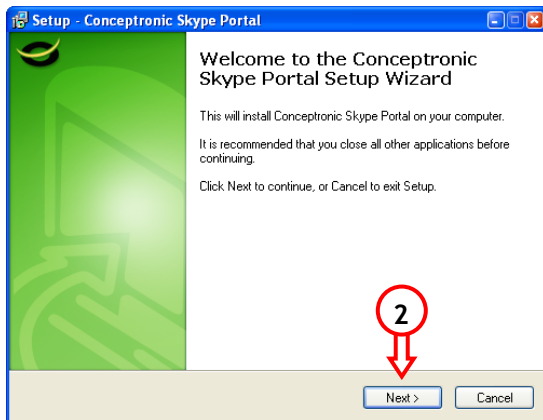 Setup - Conceptronic Skype Portal
Welcome to the Conceptronic
Skype Portal Setup Wizard
This will install Conceptronic Skype Portal on your computer.
It is recommended that you close all other applications before
continuing.
Click Next to continue, or Cancel to exit Setup.
2
Next >
Cancel